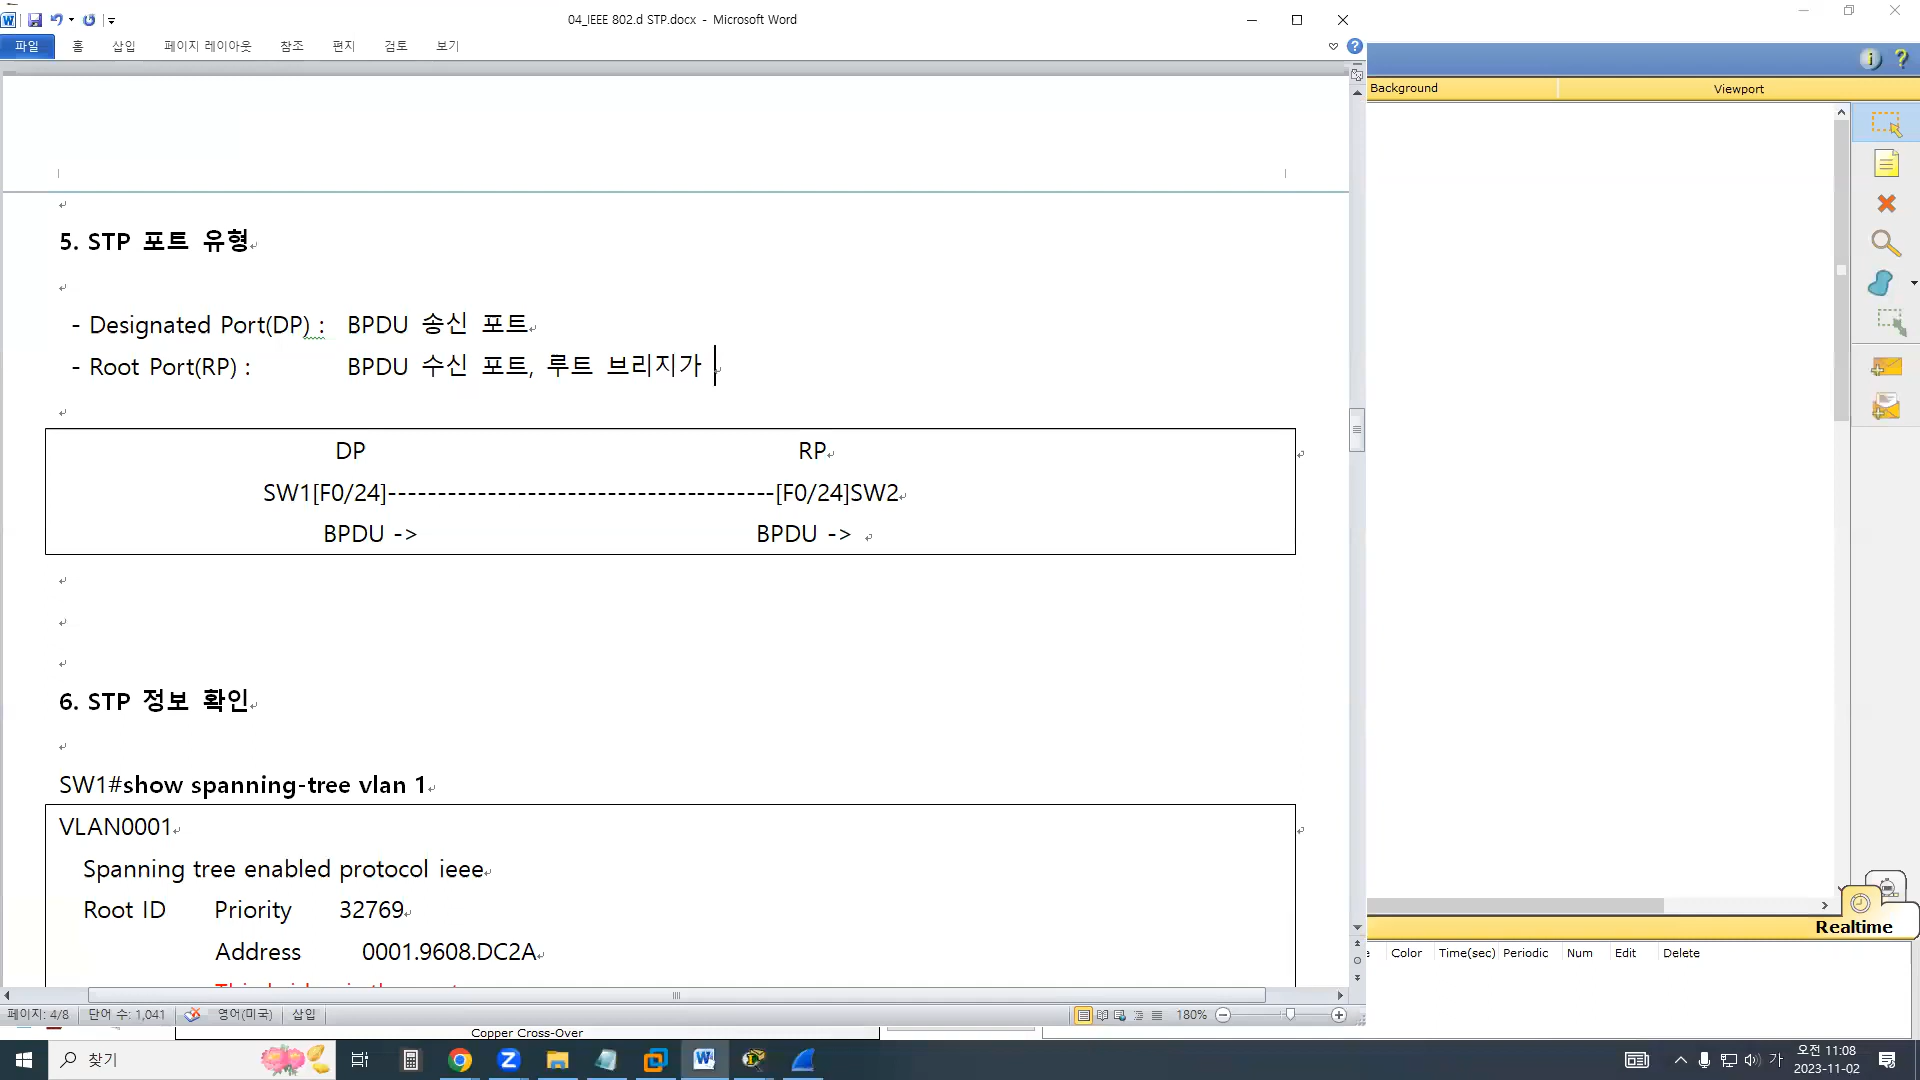 04_IEEE 802.d STP.docx - Microsoft Word
파일 홈 삽입 페이지 레이아웃 참조 편지 검토 보기
Background Viewport
5. STP 포트 유형
- Designated Port(DP) : BPDU 송신 포트
- Root Port(RP) : BPDU 수신 포트, 루트 브리지가
DP RP
SW1[F0/24]---------------------------------------[F0/24]SW2
BPDU -> BPDU ->
6. STP 정보 확인
SW1#show spanning-tree vlan 1
VLAN0001
Spanning tree enabled protocol ieee
Root ID Priority 32769
Address 0001.9608.DC2A
Realtime
Color Time(sec) Periodic Num Edit Delete
페이지: 4/8 단어 수: 1,041 영어(미국) 삽입 180%
Copper Cross-Over
찾기
가
오전 11:08
2023-11-02